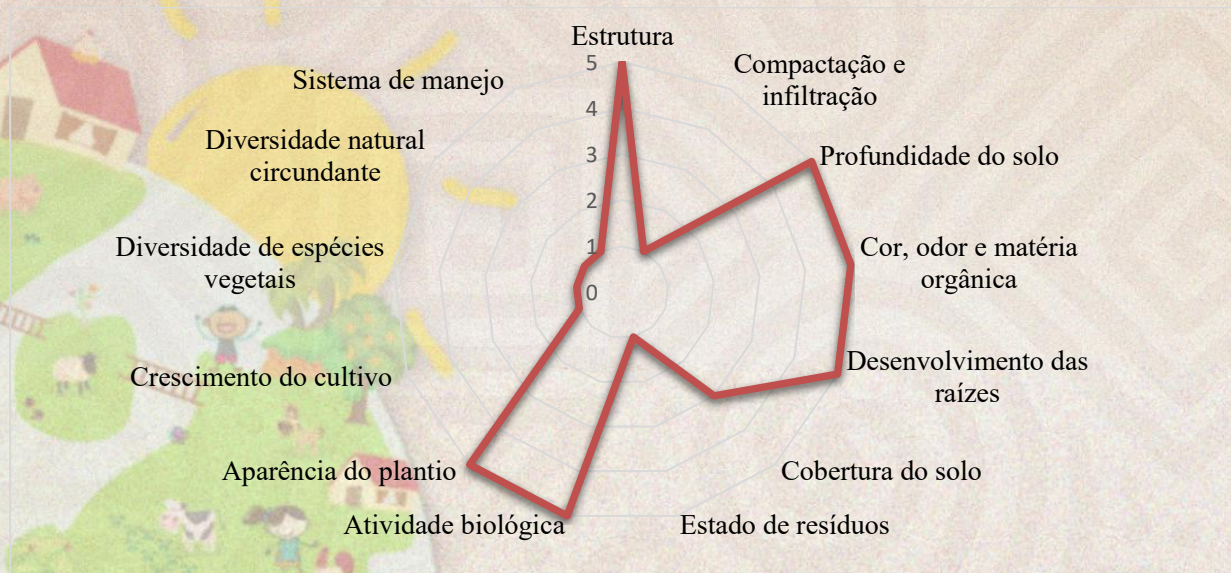 Estrutura
Compactação e
infiltração
Profundidade do solo
Cor, odor e matéria
orgânica
Desenvolvimento das
raízes
Cobertura do solo
Estado de resíduos
Atividade biológica
Aparência do plantio
Crescimento do cultivo
Diversidade de espécies
vegetais
Diversidade natural
circundante
Sistema de manejo
5
4
3
2
1
0